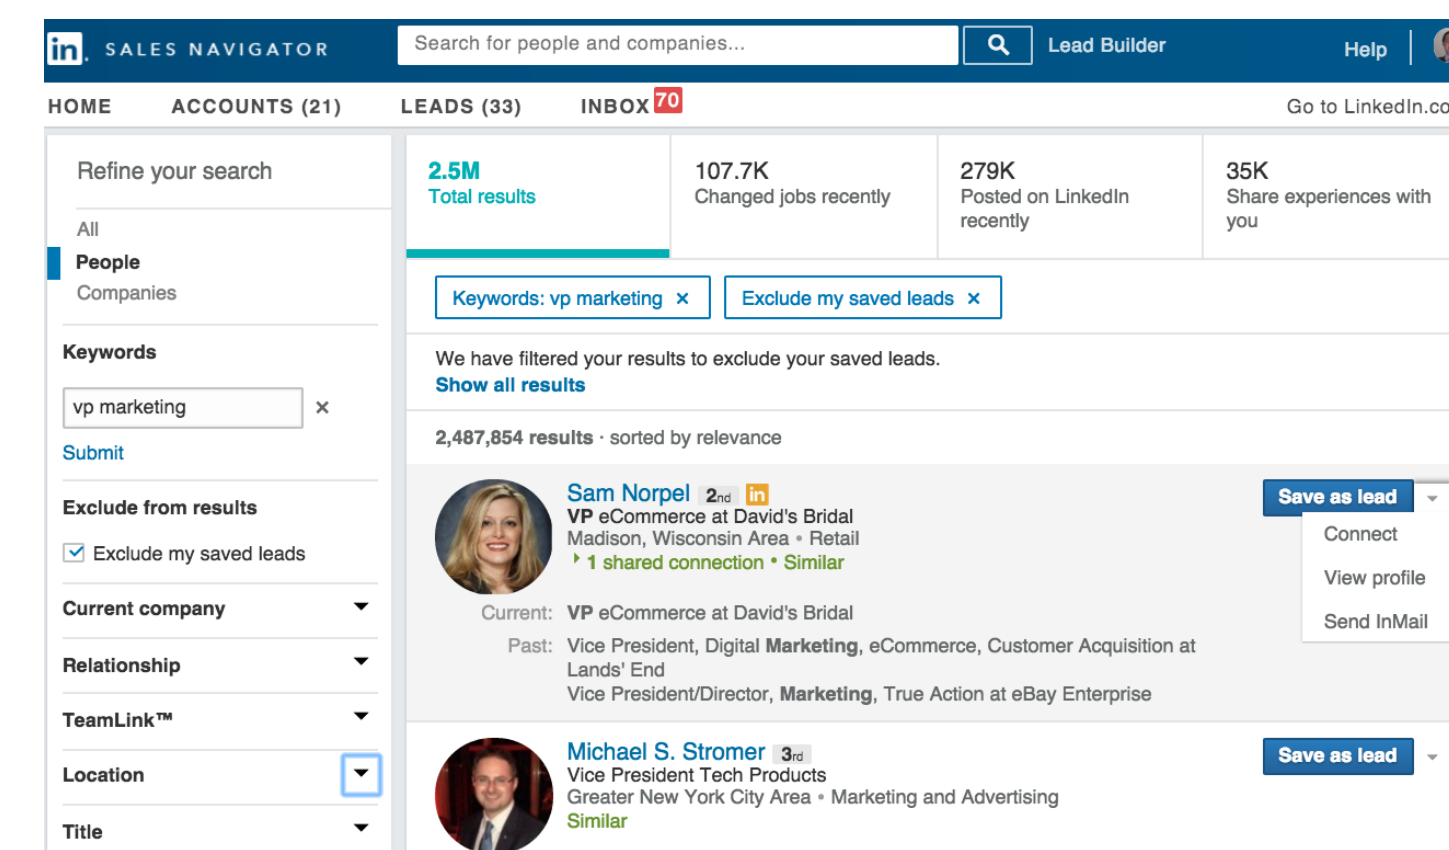 in. SALES NAVIGATOR
Search for people and companies...
Lead Builder
Help
HOME
ACCOUNTS (21)
LEADS (33)
INBOX 70
Go to LinkedIn.co
Refine your search
All
People
Companies
Keywords
vp marketing ×
Submit
Exclude from results
Exclude my saved leads
Current company
Relationship
TeamLink™
Location
Title
2.5M
Total results
107.7K
Changed jobs recently
279K
Posted on LinkedIn
recently
35K
Share experiences with
you
Keywords: vp marketing ×
Exclude my saved leads ×
We have filtered your results to exclude your saved leads.
Show all results
2,487,854 results · sorted by relevance
Sam Norpel 2nd in
VP eCommerce at David's Bridal
Madison, Wisconsin Area • Retail
1 shared connection • Similar
Current: VP eCommerce at David's Bridal
Past: Vice President, Digital Marketing, eCommerce, Customer Acquisition at
Lands' End
Vice President/Director, Marketing, True Action at eBay Enterprise
Save as lead
Connect
View profile
Send InMail
Michael S. Stromer 3rd
Vice President Tech Products
Greater New York City Area • Marketing and Advertising
Similar
Save as lead